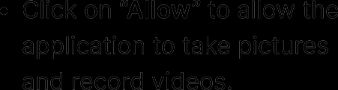 • Click on “Allow” to allow the
application to take pictures
and record videos.